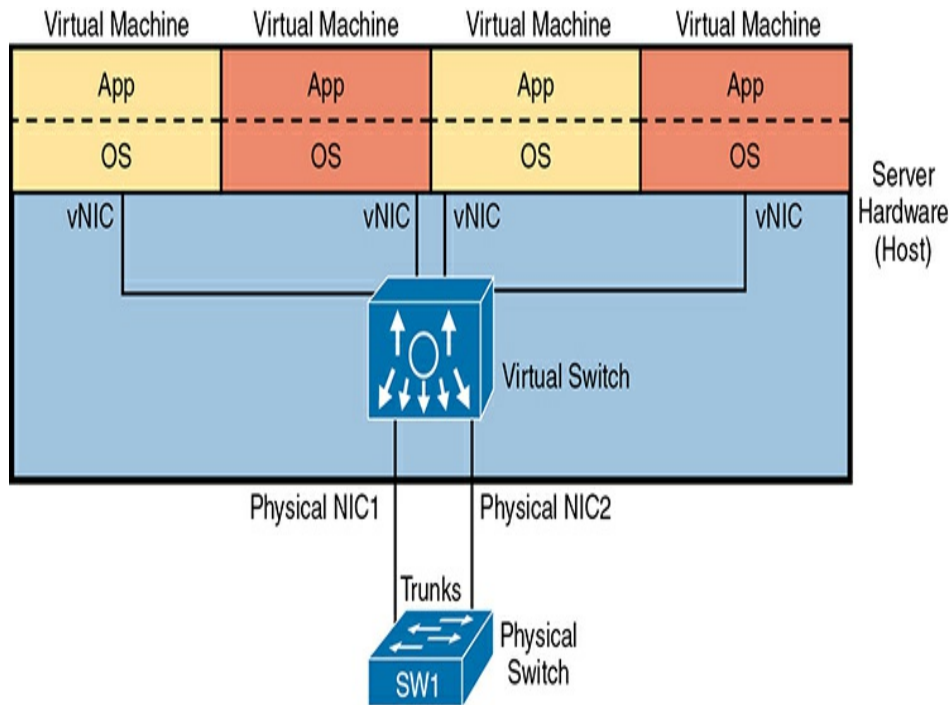 Virtual Machine Virtual Machine Virtual Machine Virtual Machine
App App App App
OS OS OS OS
vNIC vNIC vNIC vNIC
Server
Hardware
(Host)
Virtual Switch
Physical NIC1 Physical NIC2
Trunks
Physical
Switch
SW1